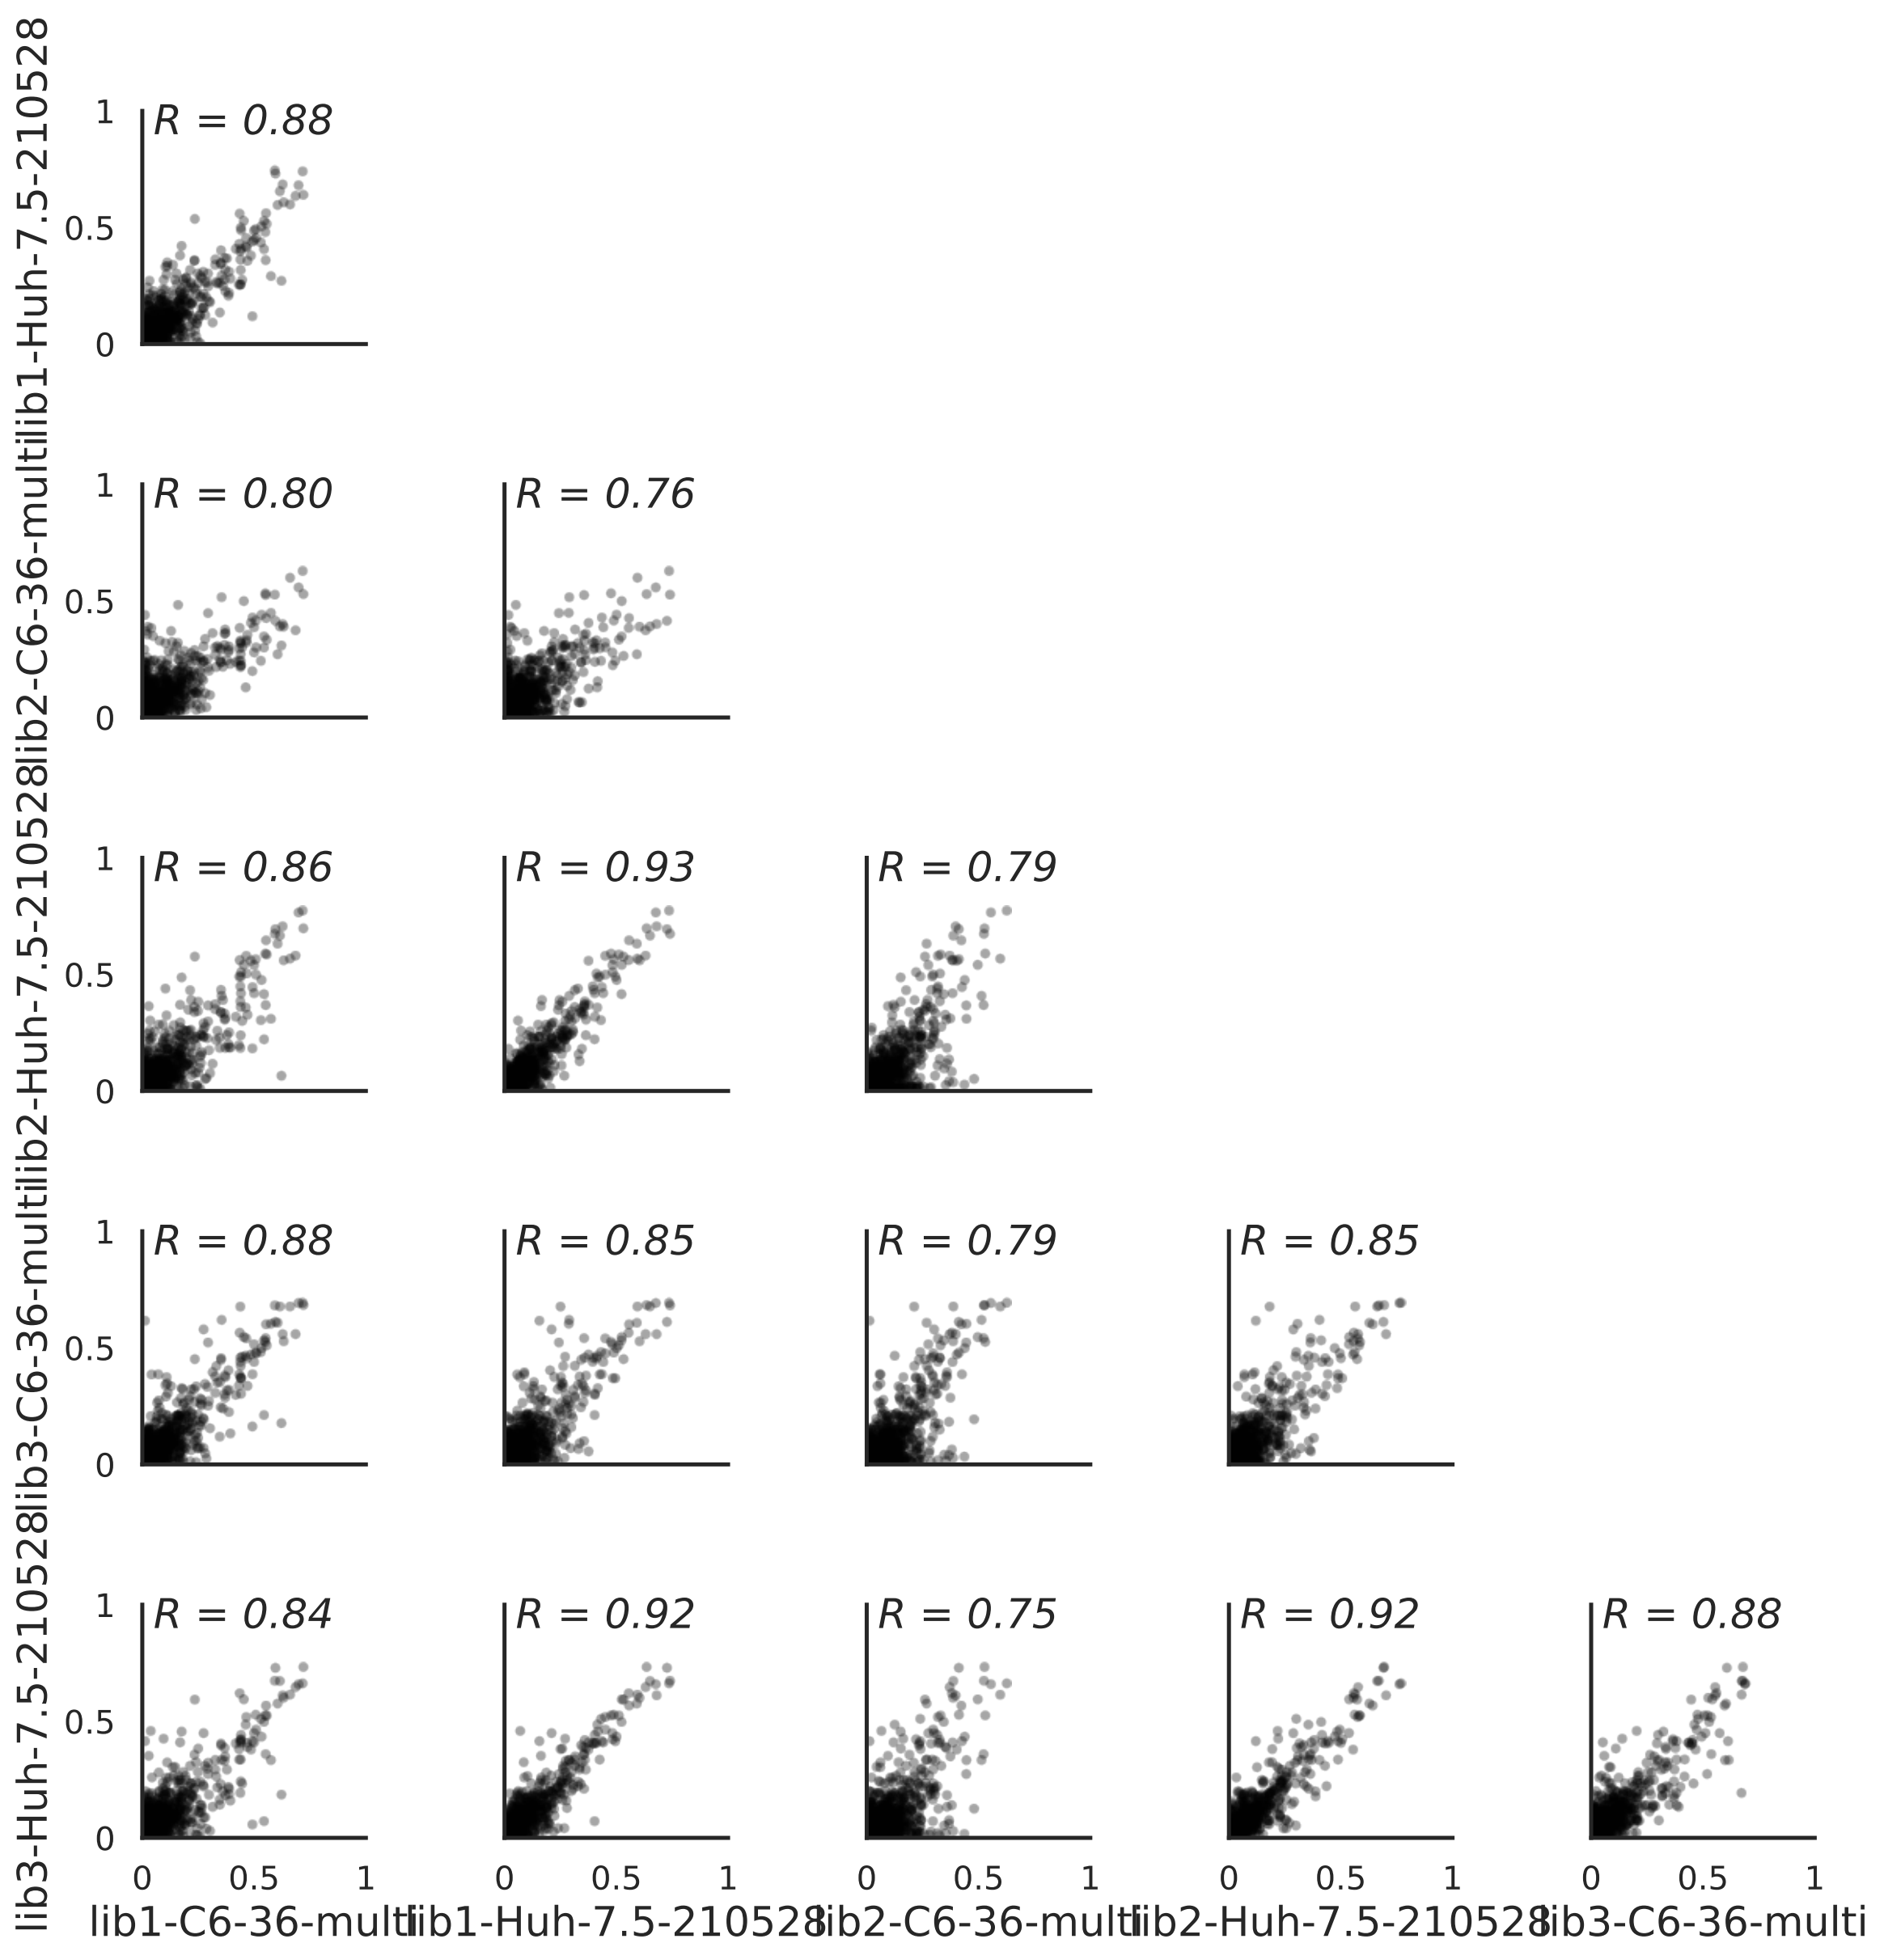 lib1-Huh-7.5-210528
1
R = 0.88
0.5
0
lib2-C6-36-multi
1
R = 0.80
R = 0.76
0.5
0
lib2-Huh-7.5-210528
1
R = 0.86
R = 0.93
R = 0.79
0.5
0
lib3-C6-36-multi
1
R = 0.88
R = 0.85
R = 0.79
R = 0.85
0.5
0
lib3-Huh-7.5-210528
1
R = 0.84
R = 0.92
R = 0.75
R = 0.92
R = 0.88
0.5
0
0 0.5 1
0 0.5 1
0 0.5 1
0 0.5 1
0 0.5 1
lib1-C6-36-multi
lib1-Huh-7.5-210528
lib2-C6-36-multi
lib2-Huh-7.5-210528
lib3-C6-36-multi